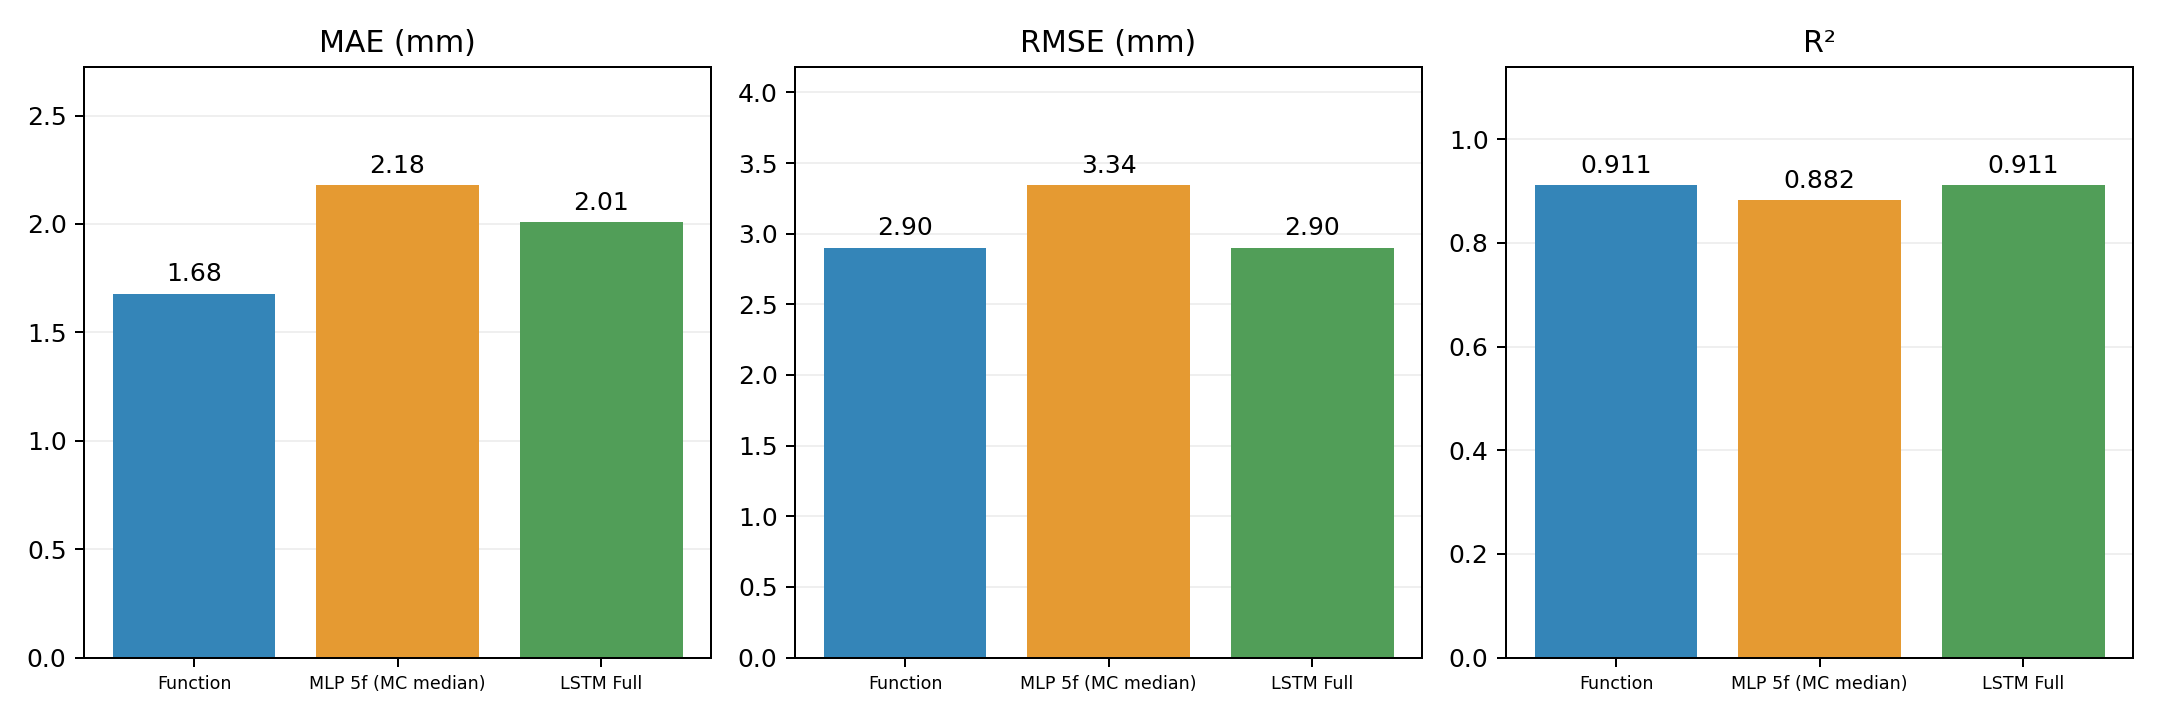 MAE (mm)
2.5
2.0
1.5
1.0
0.5
0.0
1.68
2.18
2.01
Function
MLP 5f (MC median)
LSTM Full
RMSE (mm)
4.0
3.5
3.0
2.5
2.0
1.5
1.0
0.5
0.0
2.90
3.34
2.90
Function
MLP 5f (MC median)
LSTM Full
R²
1.0
0.8
0.6
0.4
0.2
0.0
0.911
0.882
0.911
Function
MLP 5f (MC median)
LSTM Full